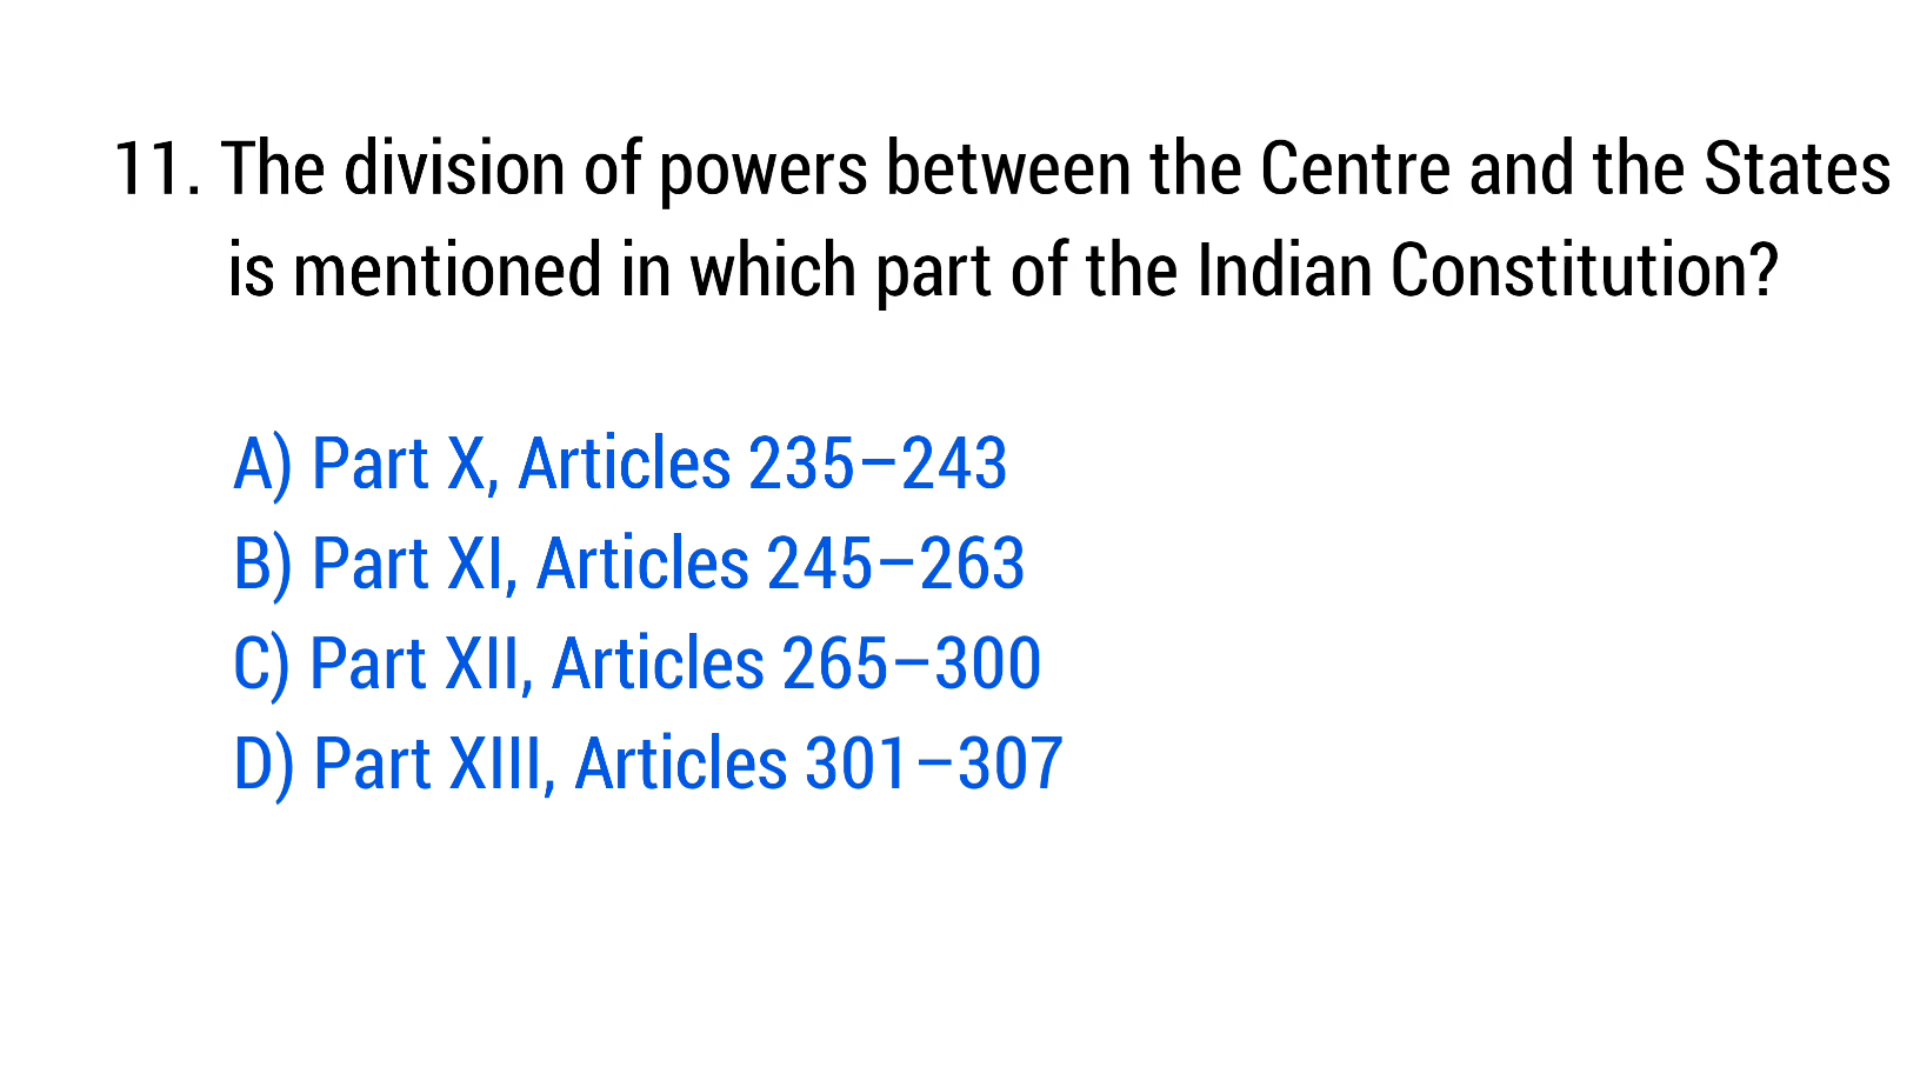 11. The division of powers between the Centre and the States
is mentioned in which part of the Indian Constitution?
A) Part X, Articles 235–243
B) Part XI, Articles 245–263
C) Part XII, Articles 265–300
D) Part XIII, Articles 301–307